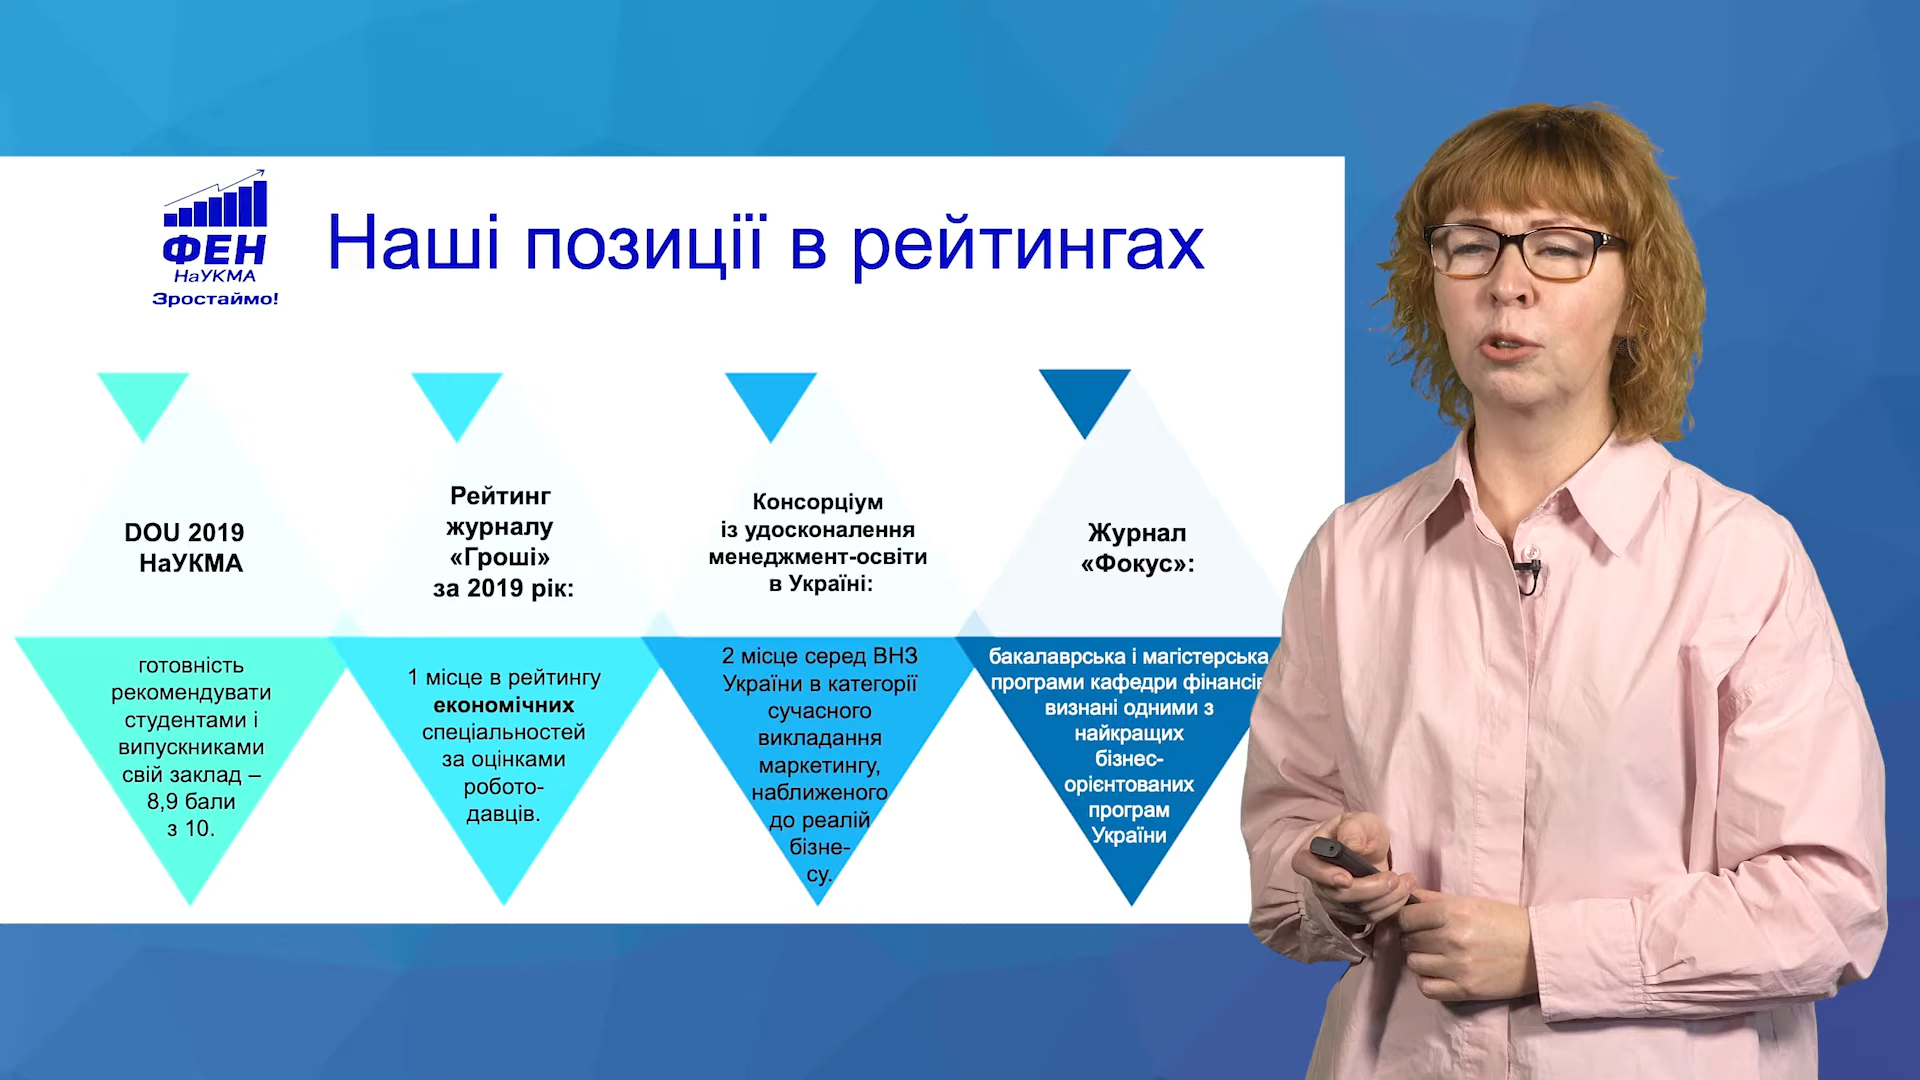 ФЕН
НаУКМА
Зростаймо!
Наші позиції в рейтингах
DOU 2019
НаУКМА
готовність
рекомендувати
студентами і
випускниками
свій заклад –
8,9 бали
з 10.
Рейтинг
журналу
«Гроші»
за 2019 рік:
1 місце в рейтингу
економічних
спеціальностей
за оцінками
робото-
давців.
Консорціум
із удосконалення
менеджмент-освіти
в Україні:
2 місце серед ВНЗ
України в категорії
сучасного
викладання
маркетингу,
наближеного
до реалій
бізне-
су.
Журнал
«Фокус»:
бакалаврська і магістерська
програми кафедри фінансів
визнані одними з
найкращих
бізнес-
орієнтованих
програм
України